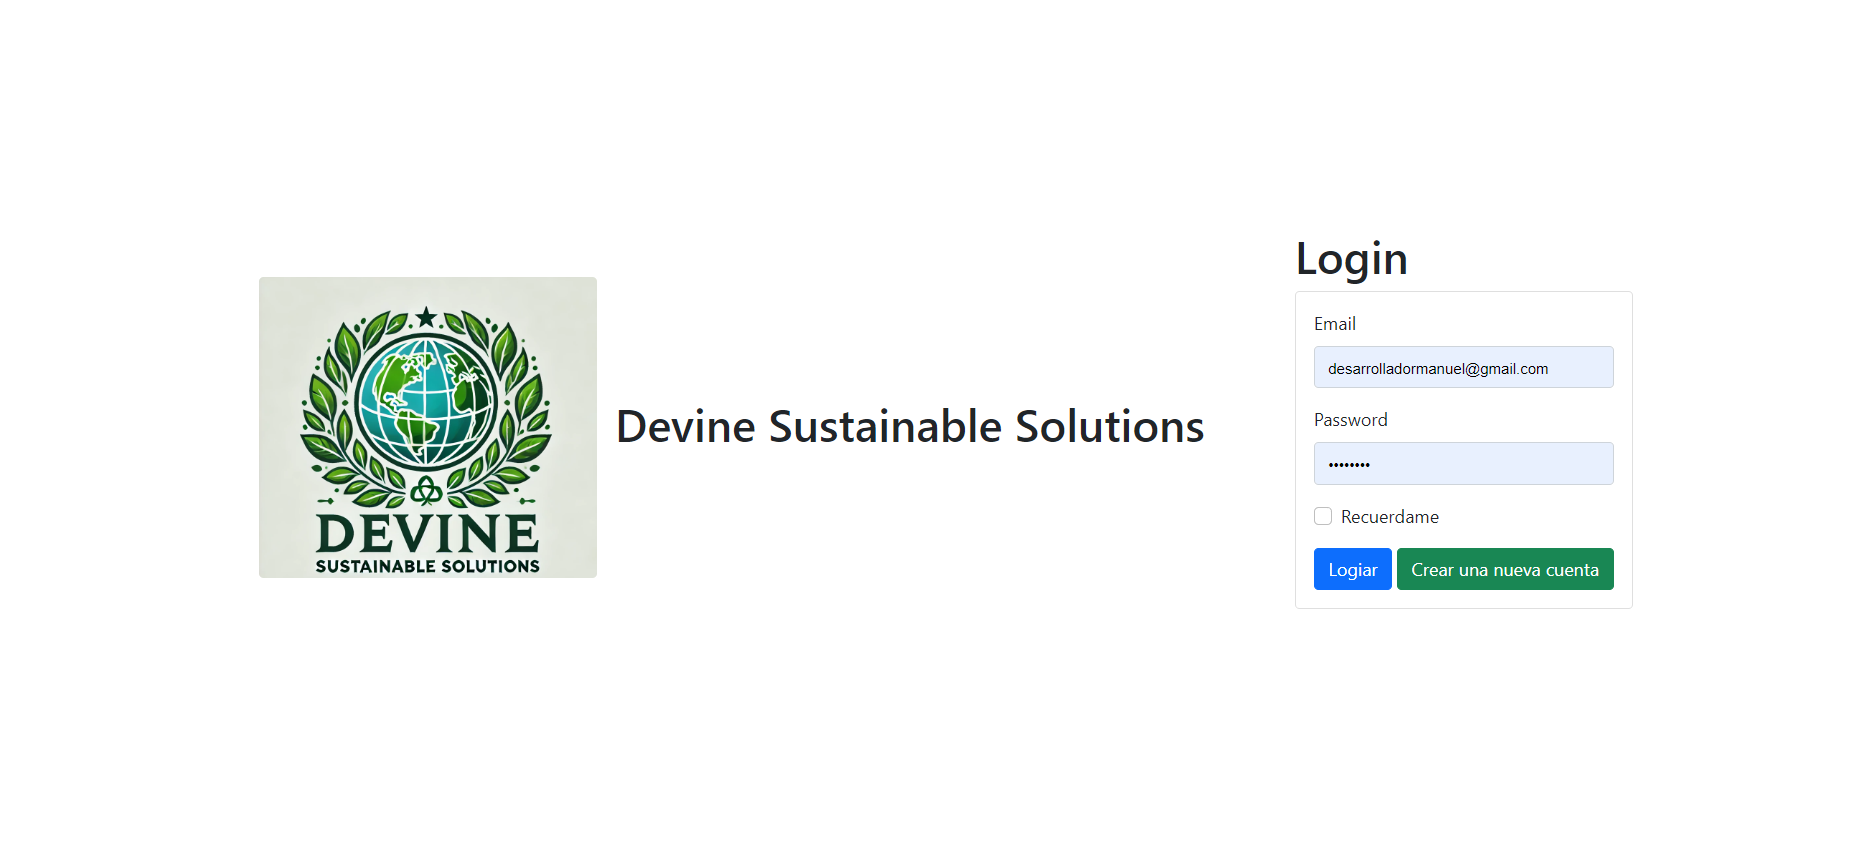 DEVINE
SUSTAINABLE SOLUTIONS
Devine Sustainable Solutions
Login
Email
desarrolladormanuel@gmail.com
Password
••••••••
Recuerdame
Logiar Crear una nueva cuenta